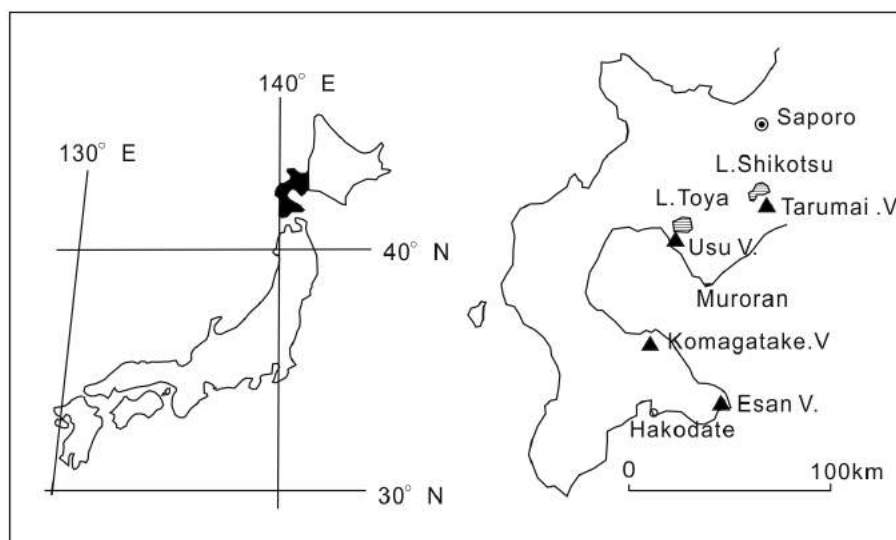 140° E
130° E
40° N
30° N
Saporo
L.Shikotsu
L.Toya
Tarumai .V
Usu V.
Muroran
Komagatake.V
Esan V.
Hakodate
0 100km